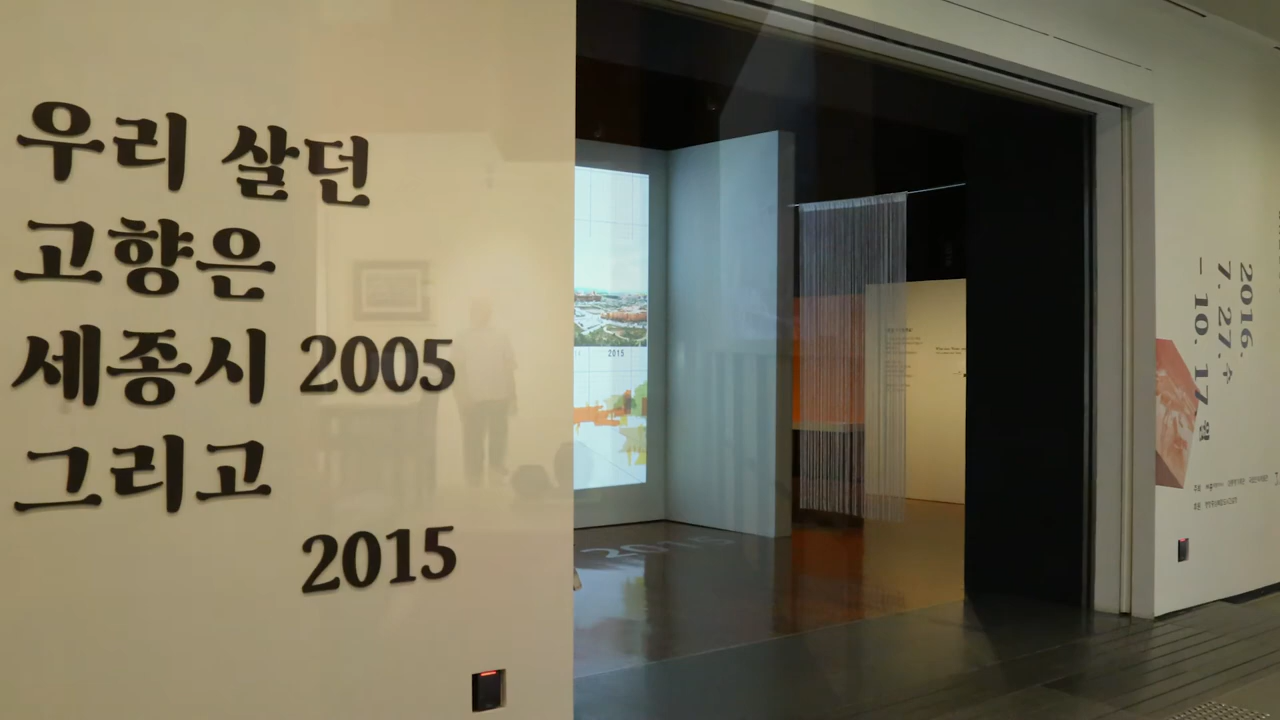 우리 살던
고향은
세종시 2005
그리고
2015
2015
2015
2016.
7. 27. 수
— 10. 17 월